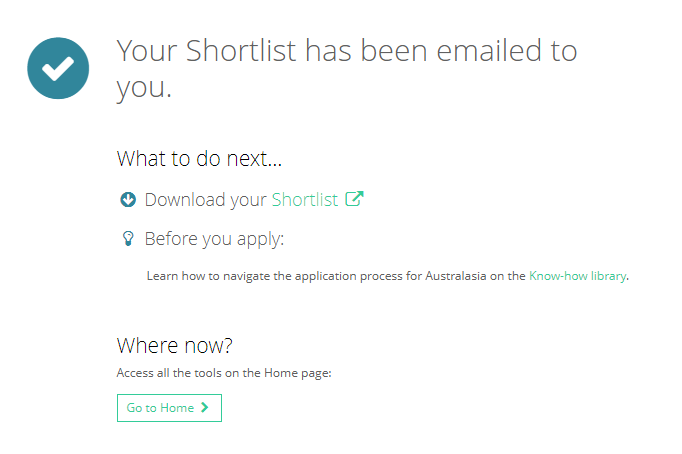 Your Shortlist has been emailed to
you.
What to do next...
Download your Shortlist
Before you apply:
Learn how to navigate the application process for Australasia on the Know-how library.
Where now?
Access all the tools on the Home page:
Go to Home